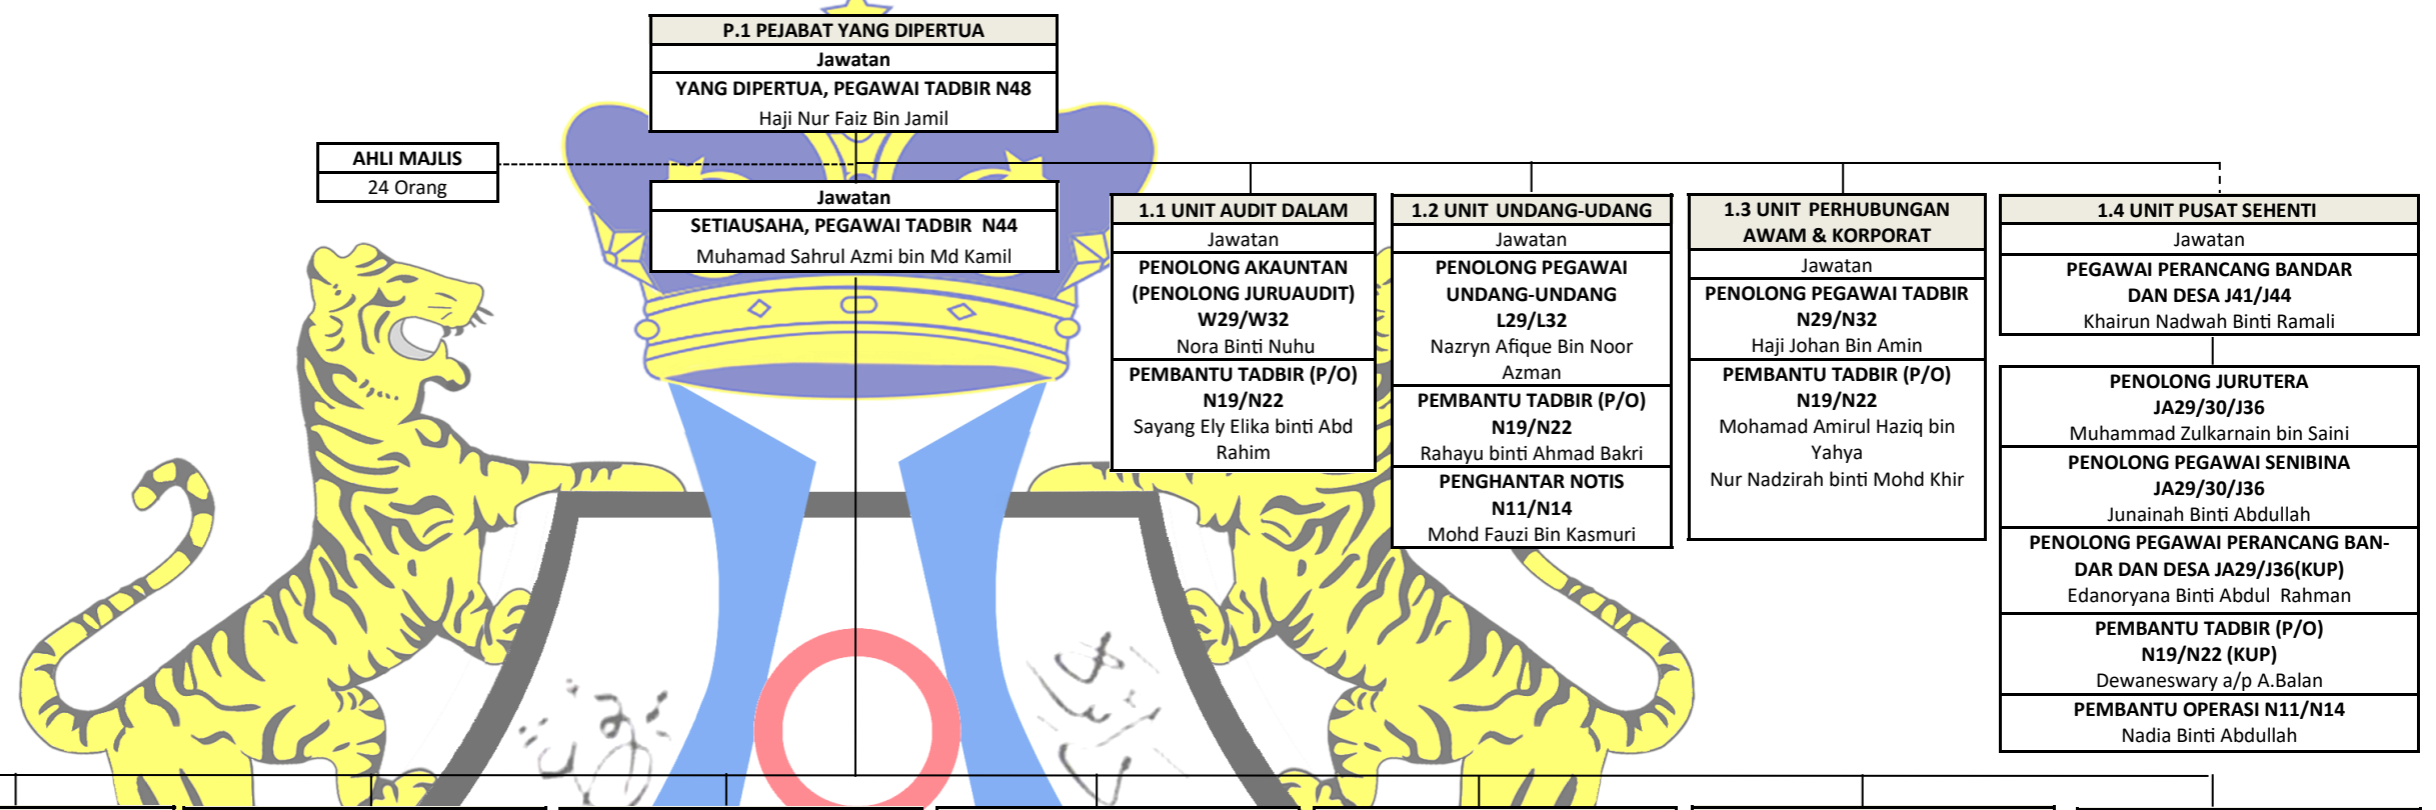 P.1 PEJABAT YANG DIPERTUA
Jawatan
YANG DIPERTUA, PEGAWAI TADBIR N48
Haji Nur Faiz Bin Jamil
AHLI MAJLIS
24 Orang
Jawatan
SETIAUSAHA, PEGAWAI TADBIR N44
Muhamad Sahrul Azmi bin Md Kamil
1.1 UNIT AUDIT DALAM
Jawatan
PENOLONG AKAUNTAN
(PENOLONG JURUAUDIT)
W29/W32
Nora Binti Nuhu
PEMBANTU TADBIR (P/O)
N19/N22
Sayang Ely Elika binti Abd
Rahim
1.2 UNIT UNDANG-UDANG
Jawatan
PENOLONG PEGAWAI
UNDANG-UNDANG
L29/L32
Nazryn Afique Bin Noor
Azman
PEMBANTU TADBIR (P/O)
N19/N22
Rahayu binti Ahmad Bakri
PENGHANTAR NOTIS
N11/N14
Mohd Fauzi Bin Kasmuri
1.3 UNIT PERHUBUNGAN
AWAM & KORPORAT
Jawatan
PENOLONG PEGAWAI TADBIR
N29/N32
Haji Johan Bin Amin
PEMBANTU TADBIR (P/O)
N19/N22
Mohamad Amirul Haziq bin
Yahya
Nur Nadzirah binti Mohd Khir
1.4 UNIT PUSAT SEHENTI
Jawatan
PEGAWAI PERANCANG BANDAR
DAN DESA J41/J44
Khairun Nadwah Binti Ramali
PENOLONG JURUTERA
JA29/30/J36
Muhammad Zulkarnain bin Saini
PENOLONG PEGAWAI SENIBINA
JA29/30/J36
Junainah Binti Abdullah
PENOLONG PEGAWAI PERANCANG BAN-
DAR DAN DESA JA29/J36(KUP)
Edanoryana Binti Abdul Rahman
PEMBANTU TADBIR (P/O)
N19/N22 (KUP)
Dewaneswary a/p A.Balan
PEMBANTU OPERASI N11/N14
Nadia Binti Abdullah